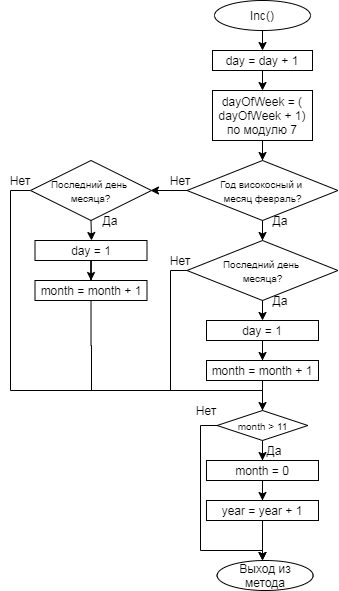 Inc()
day = day + 1
dayOfWeek = (
dayOfWeek + 1)
по модулю 7
Год високосный и
месяц февраль?
Нет
Да
Последний день
месяца?
Нет
Да
day = 1
month = month + 1
Последний день
месяца?
Нет
Да
day = 1
month = month + 1
month > 11
Нет
Да
month = 0
year = year + 1
Выход из
метода